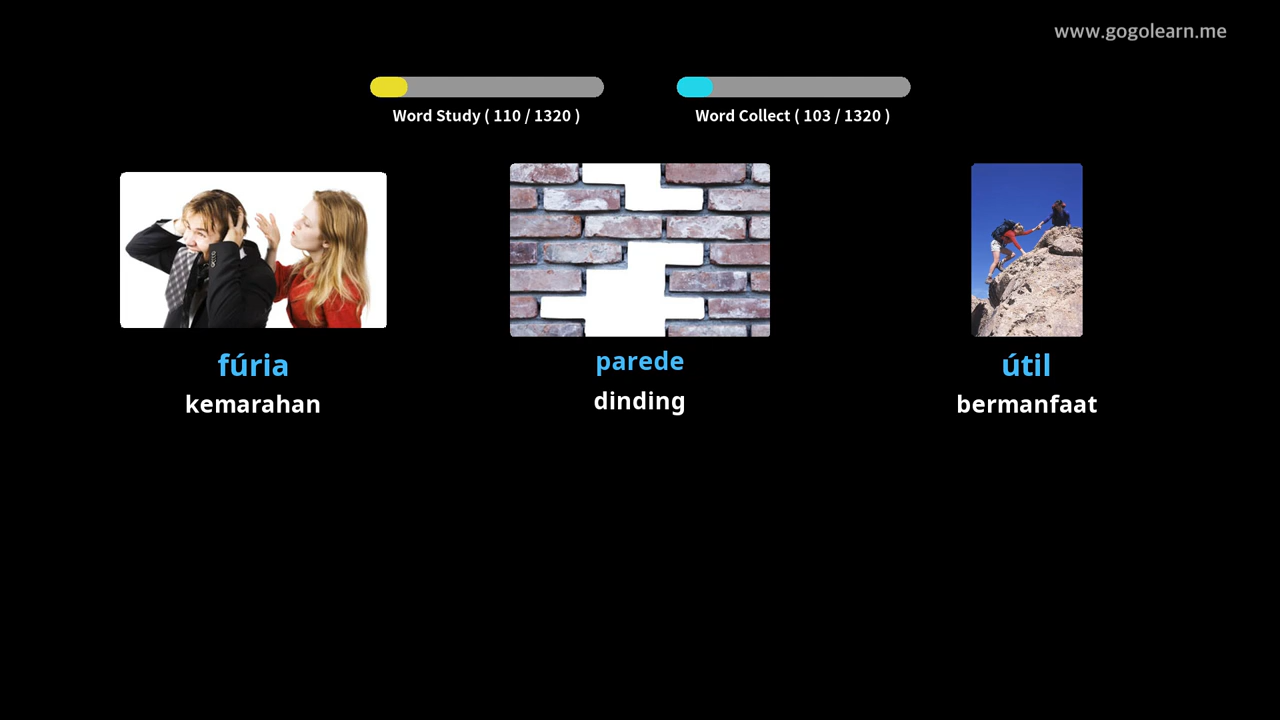 www.gogolearn.me
Word Study ( 110 / 1320 )
Word Collect ( 103 / 1320 )
fúria
kemarahan
parede
dinding
útil
bermanfaat